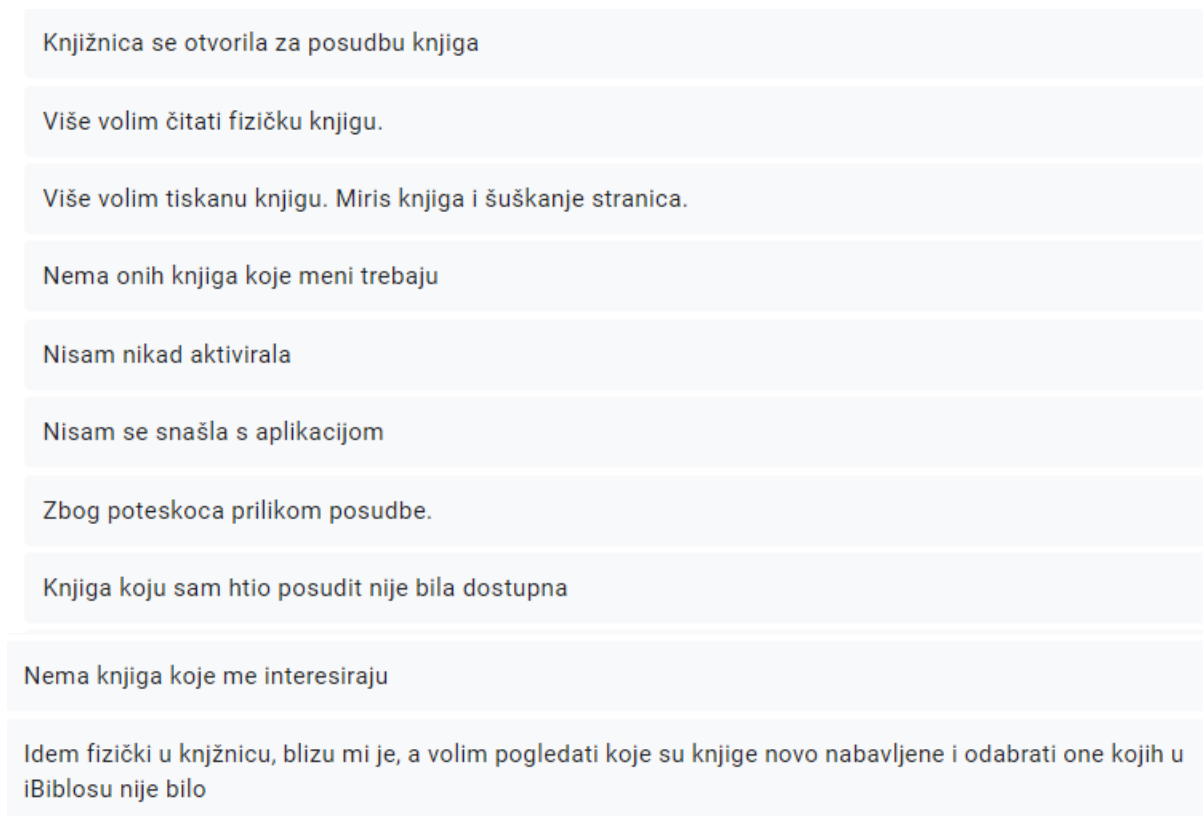 Knjižnica se otvorila za posudbu knjiga
Više volim čitati fizičku knjigu.
Više volim tiskanu knjigu. Miris knjiga i šuškanje stranica.
Nema onih knjiga koje meni trebaju
Nisam nikad aktivirala
Nisam se snašla s aplikacijom
Zbog poteskoca prilikom posudbe.
Knjiga koju sam htio posudit nije bila dostupna
Nema knjiga koje me interesiraju
Idem fizički u knjžnicu, blizu mi je, a volim pogledati koje su knjige novo nabavljene i odabrati one kojih u
iBiblosu nije bilo